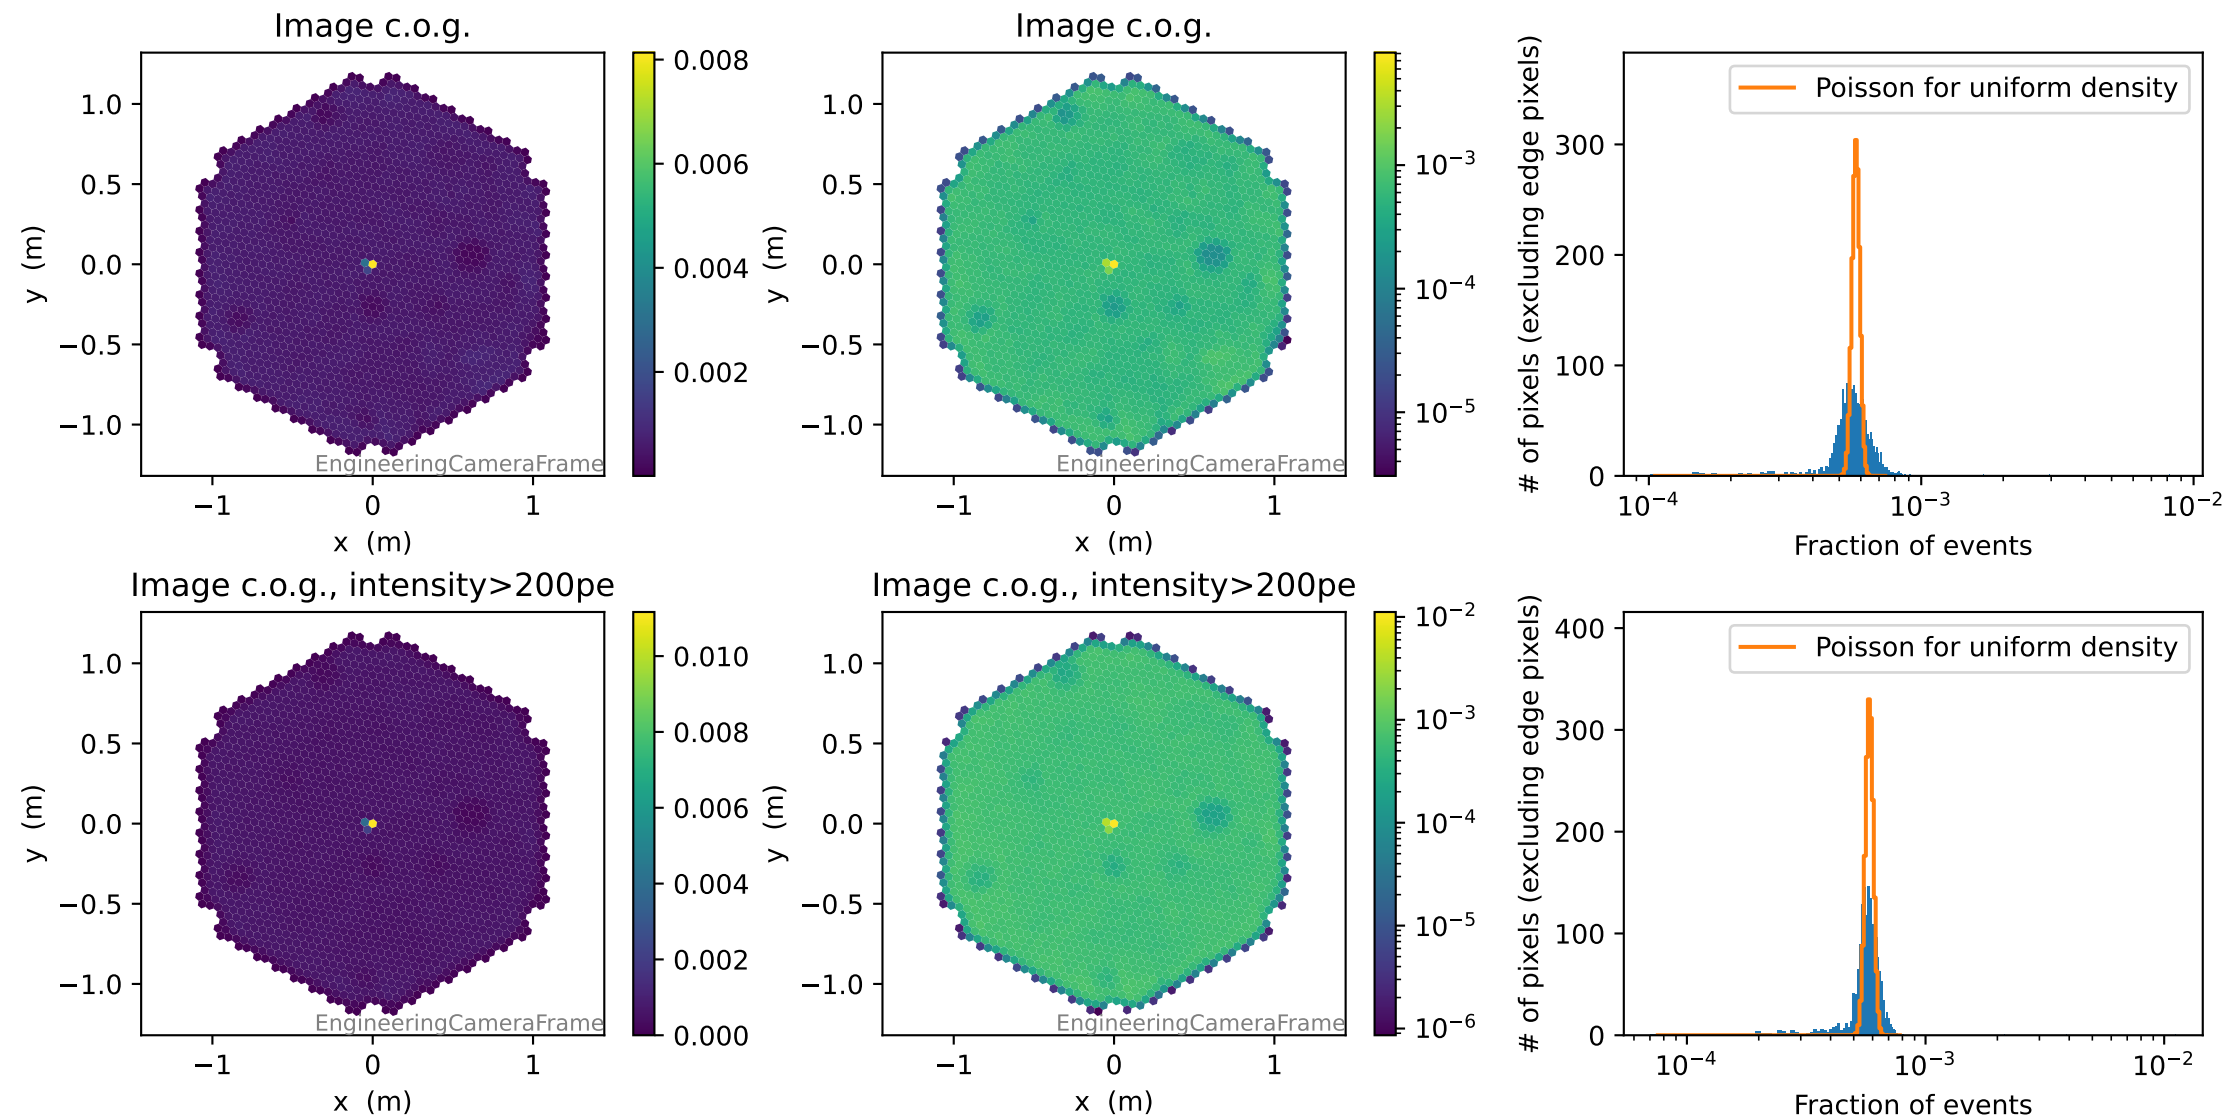 Image c.o.g.
1.0
0.5
0.0
−0.5
−1.0
y (m)
−1 0 1
x (m)
EngineeringCameraFrame
0.008
0.006
0.004
0.002
Image c.o.g.
1.0
0.5
0.0
−0.5
−1.0
y (m)
−1 0 1
x (m)
EngineeringCameraFrame
10⁻³
10⁻⁴
10⁻⁵
# of pixels (excluding edge pixels)
300
200
100
0
Poisson for uniform density
10⁻⁴ 10⁻³ 10⁻²
Fraction of events
Image c.o.g., intensity>200pe
1.0
0.5
0.0
−0.5
−1.0
y (m)
−1 0 1
x (m)
EngineeringCameraFrame
0.010
0.008
0.006
0.004
0.002
0.000
Image c.o.g., intensity>200pe
1.0
0.5
0.0
−0.5
−1.0
y (m)
−1 0 1
x (m)
EngineeringCameraFrame
10⁻²
10⁻³
10⁻⁴
10⁻⁵
10⁻⁶
# of pixels (excluding edge pixels)
400
300
200
100
0
Poisson for uniform density
10⁻⁴ 10⁻³ 10⁻²
Fraction of events